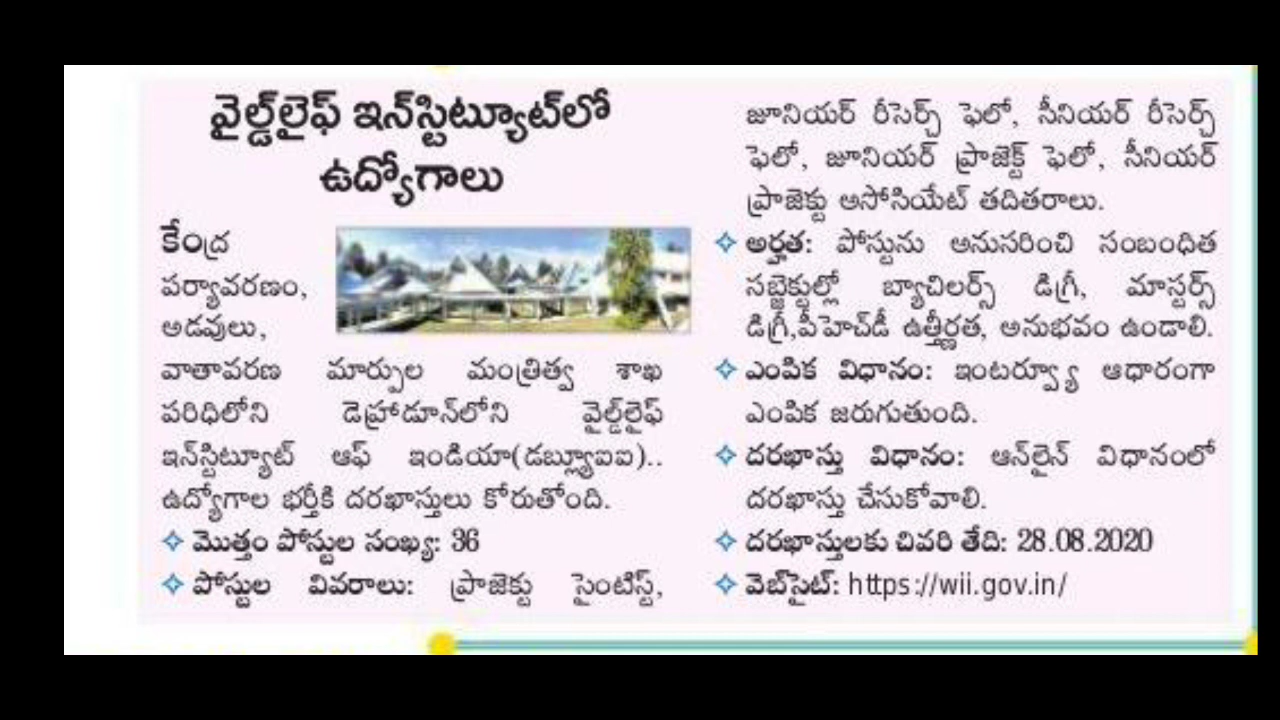 వైల్డ్‌లైఫ్ ఇన్‌స్టిట్యూట్‌లో
ఉద్యోగాలు
కేంద్ర
పర్యావరణం,
అడవులు,
వాతావరణ మార్పుల మంత్రిత్వ శాఖ
పరిధిలోని డెహ్రాడూన్‌లోని వైల్డ్‌లైఫ్
ఇన్‌స్టిట్యూట్ ఆఫ్ ఇండియా(డబ్ల్యూఐఐ)..
ఉద్యోగాల భర్తీకి దరఖాస్తులు కోరుతోంది.
✧ మొత్తం పోస్టుల సంఖ్య: 36
✧ పోస్టుల వివరాలు: ప్రాజెక్టు సైంటిస్ట్,
జూనియర్ రీసెర్చ్ ఫెలో, సీనియర్ రీసెర్చ్
ఫెలో, జూనియర్ ప్రాజెక్ట్ ఫెలో, సీనియర్
ప్రాజెక్టు అసోసియేట్ తదితరాలు.
✧ అర్హత: పోస్టును అనుసరించి సంబంధిత
సబ్జెక్టుల్లో బ్యాచిలర్స్ డిగ్రీ, మాస్టర్స్
డిగ్రీ,పీహెచ్‌డీ ఉత్తీర్ణత, అనుభవం ఉండాలి.
✧ ఎంపిక విధానం: ఇంటర్వ్యూ ఆధారంగా
ఎంపిక జరుగుతుంది.
✧ దరఖాస్తు విధానం: ఆన్‌లైన్ విధానంలో
దరఖాస్తు చేసుకోవాలి.
✧ దరఖాస్తులకు చివరి తేది: 28.08.2020
✧ వెబ్‌సైట్: https://wii.gov.in/